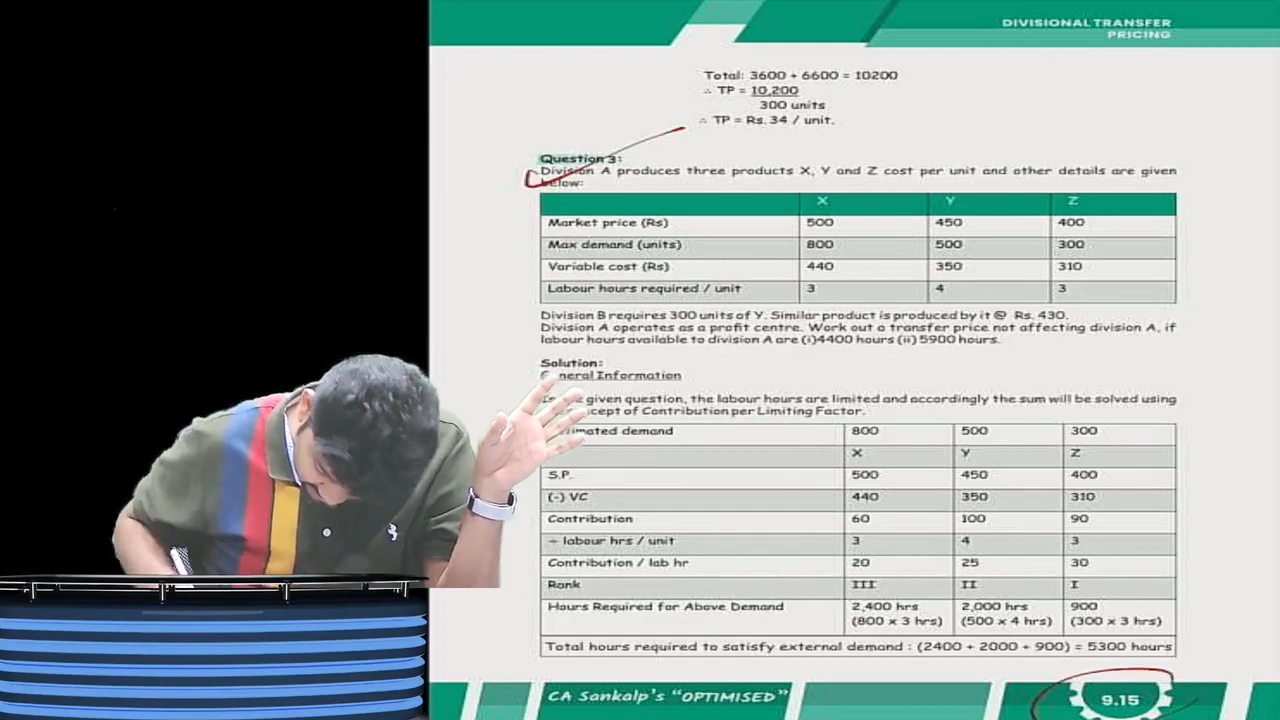 DIVISIONAL TRANSFER
PRICING
Total: 3600 + 6600 = 10200
∴ TP = 10,200
300 units
∴ TP = Rs. 34 / unit.
Question 3:
Division A produces three products X, Y and Z cost per unit and other details are given
below:
X Y Z
Market price (Rs) 500 450 400
Max demand (units) 800 500 300
Variable cost (Rs) 440 350 310
Labour hours required / unit 3 4 3
Division B requires 300 units of Y. Similar product is produced by it @ Rs. 430.
Division A operates as a profit centre. Work out a transfer price not affecting division A, if
labour hours available to division A are (i)4400 hours (ii) 5900 hours.
Solution:
General Information
given question, the labour hours are limited and accordingly the sum will be solved using
concept of Contribution per Limiting Factor.
demand 800 500 300
X Y Z
S.P. 500 450 400
(-) VC 440 350 310
Contribution 60 100 90
÷ labour hrs / unit 3 4 3
Contribution / lab hr 20 25 30
Rank III II I
Hours Required for Above Demand 2,400 hrs 2,000 hrs 900
(800 x 3 hrs) (500 x 4 hrs) (300 x 3 hrs)
Total hours required to satisfy external demand : (2400 + 2000 + 900) = 5300 hours
CA Sankalp's "OPTIMISED" 9.15